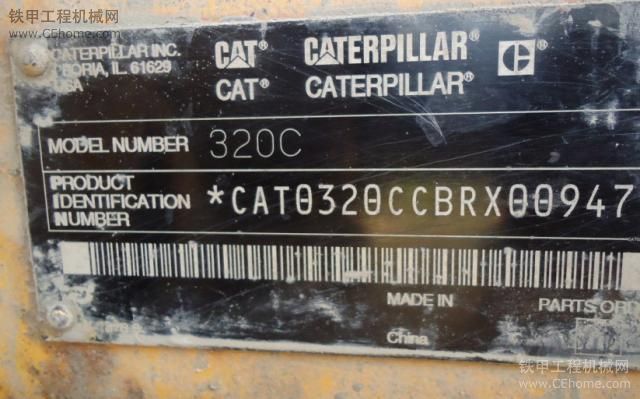 铁甲工程机械网
www.CEhome.com
CATERPILLAR INC.
PEORIA, IL 61629
USA
CAT® CATERPILLAR® CE
CAT® CATERPILLAR®
MODEL NUMBER 320C
PRODUCT
IDENTIFICATION
NUMBER
*CAT0320CCBRX00947
MADE IN
China
PARTS
铁甲工程机械网
www.CEhome.com